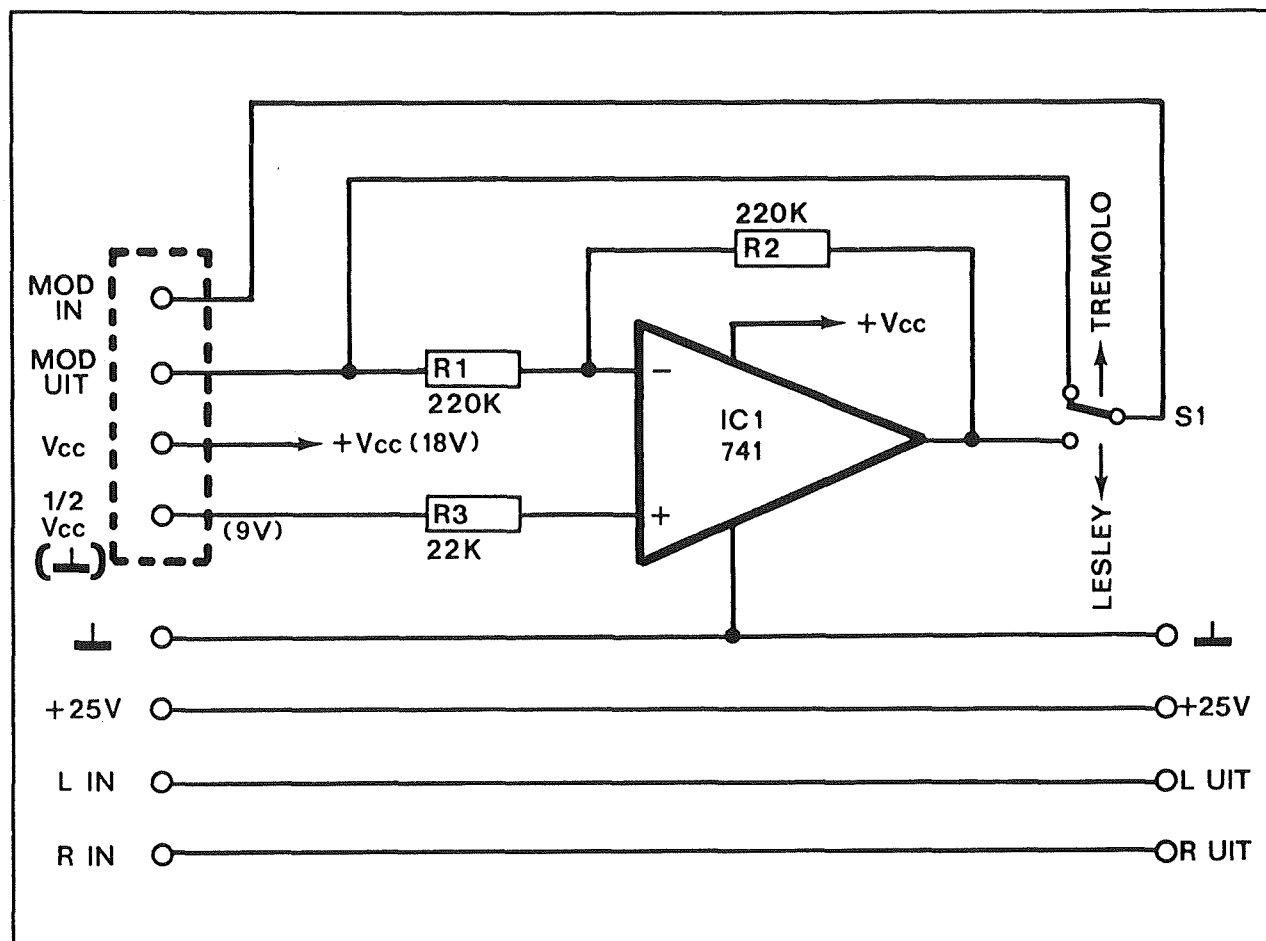 MOD
IN
MOD
UIT
Vcc
1/2
Vcc
+Vcc (18V)
(9V)
R1
220K
220K
R2
R3
22K
+Vcc
−
+
IC1
741
TREMOLO
LESLEY
S1
+25V
+25V
L IN
L UIT
R IN
R UIT